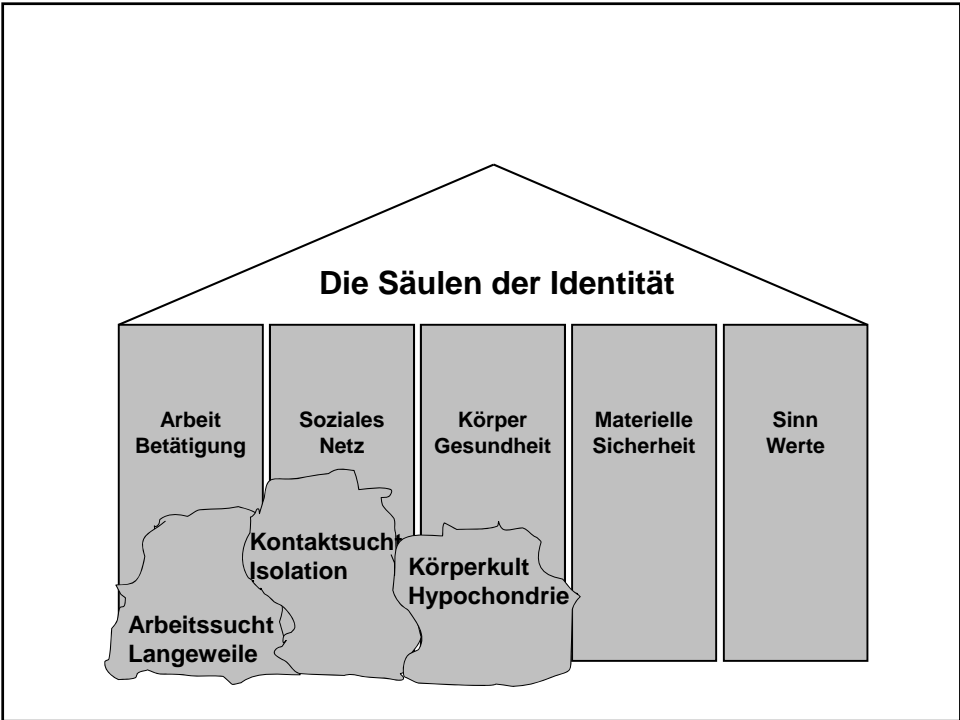 Die Säulen der Identität
Arbeit
Betätigung
Soziales
Netz
Körper
Gesundheit
Materielle
Sicherheit
Sinn
Werte
Kontaktsucht
Isolation
Körperkult
Hypochondrie
Arbeitssucht
Langeweile